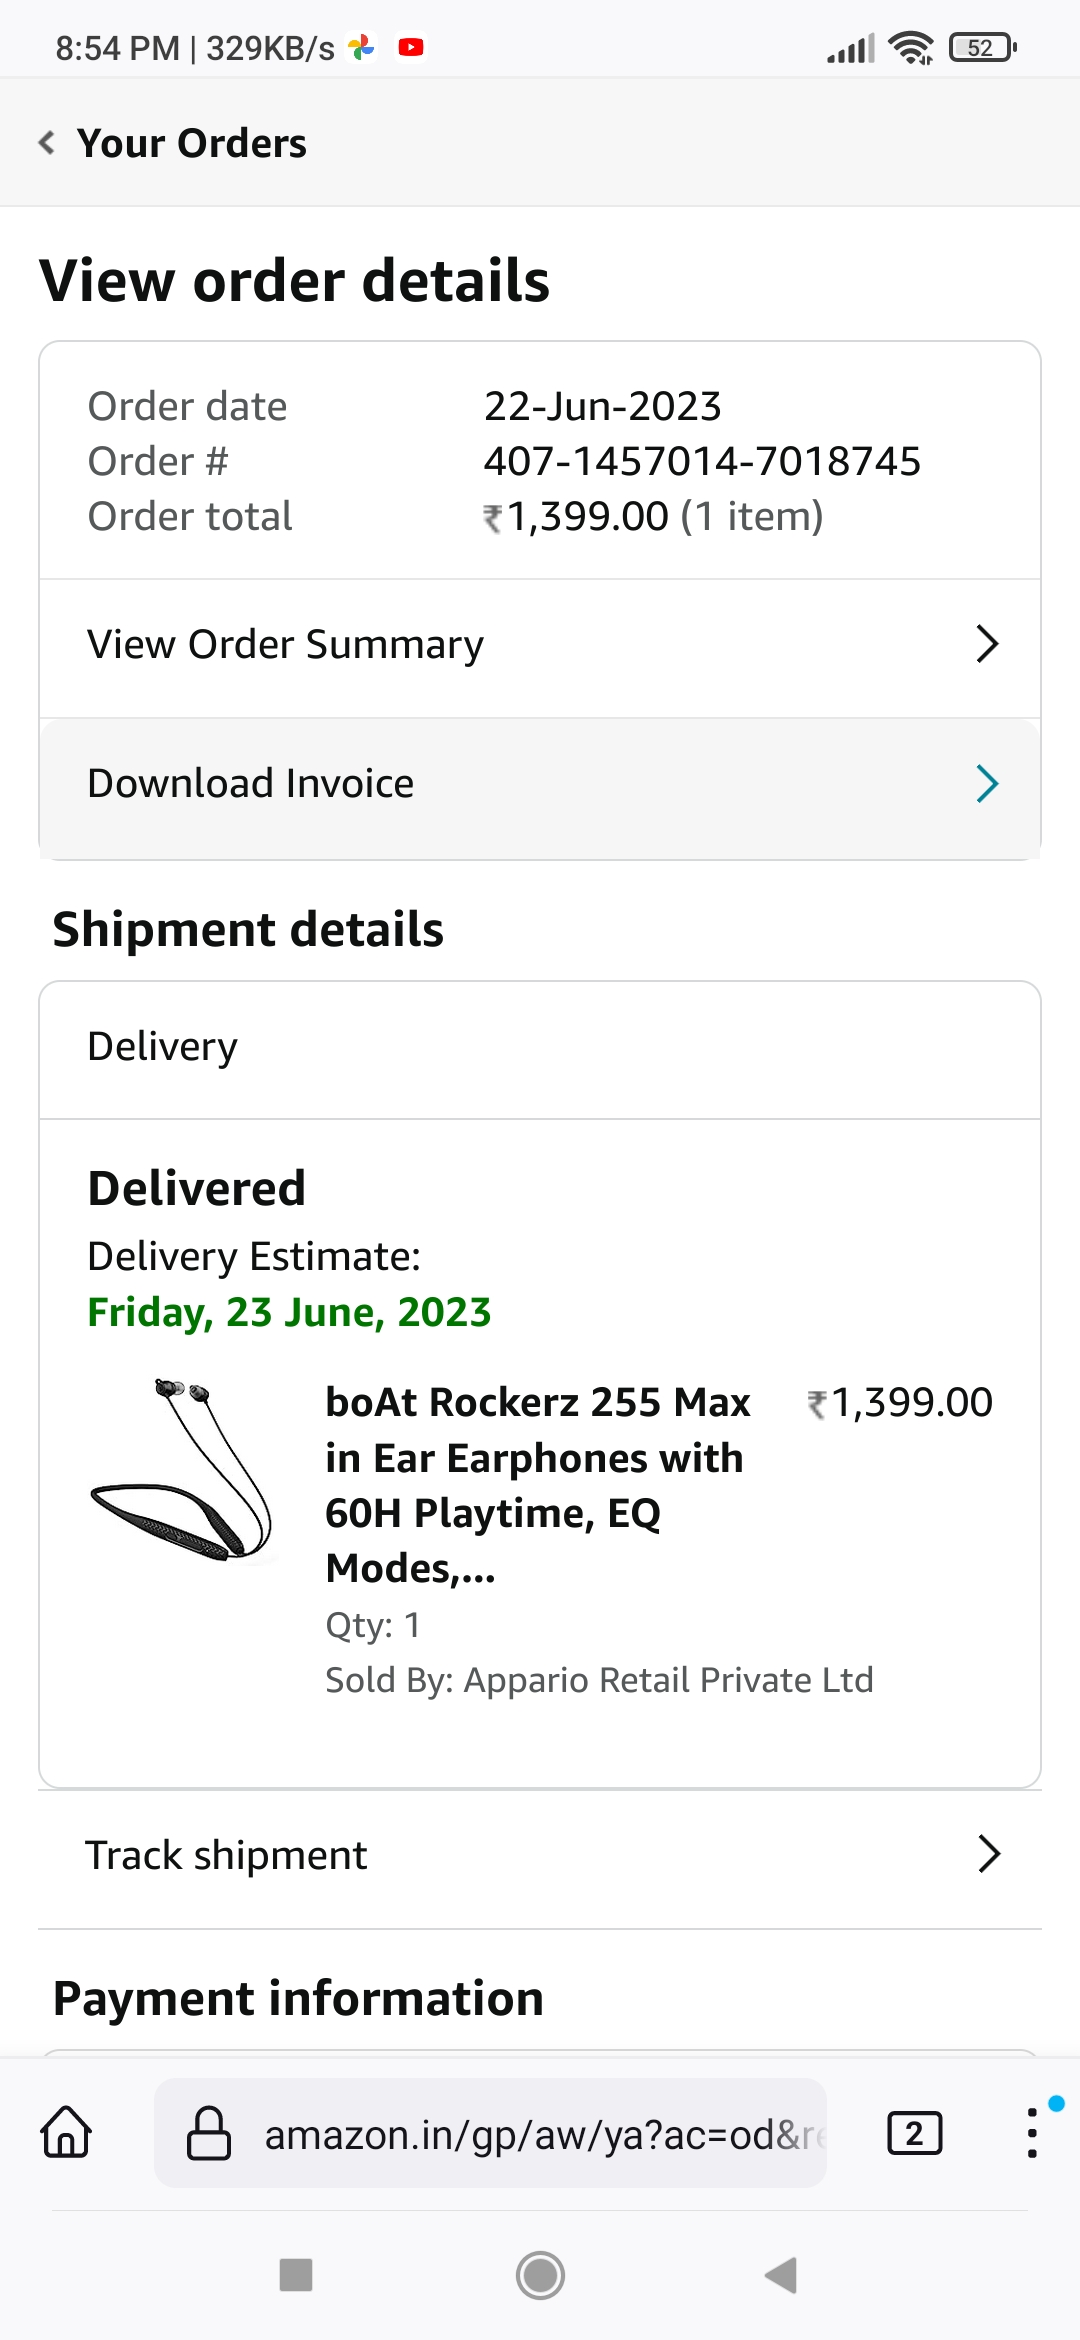 8:54 PM | 329KB/s
52
Your Orders
View order details
Order date 22-Jun-2023
Order # 407-1457014-7018745
Order total ₹1,399.00 (1 item)
View Order Summary
Download Invoice
Shipment details
Delivery
Delivered
Delivery Estimate:
Friday, 23 June, 2023
boAt Rockerz 255 Max ₹1,399.00
in Ear Earphones with
60H Playtime, EQ
Modes,...
Qty: 1
Sold By: Appario Retail Private Ltd
Track shipment
Payment information
amazon.in/gp/aw/ya?ac=od&re
2